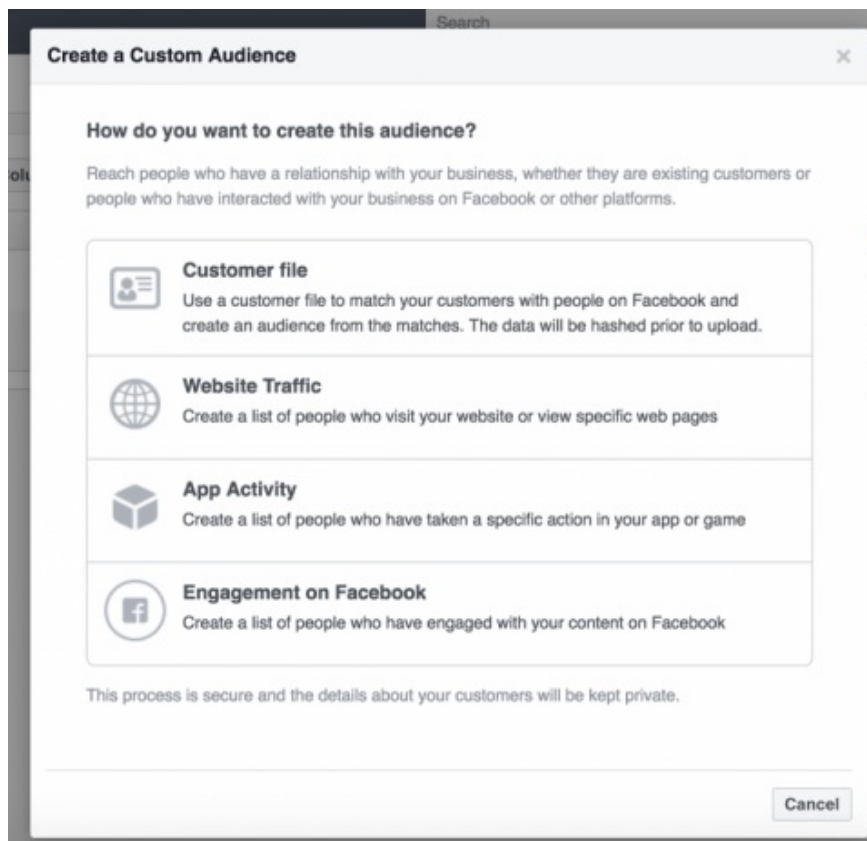 Search
Create a Custom Audience
How do you want to create this audience?
Reach people who have a relationship with your business, whether they are existing customers or
people who have interacted with your business on Facebook or other platforms.
Customer file
Use a customer file to match your customers with people on Facebook and
create an audience from the matches. The data will be hashed prior to upload.
Website Traffic
Create a list of people who visit your website or view specific web pages
App Activity
Create a list of people who have taken a specific action in your app or game
Engagement on Facebook
Create a list of people who have engaged with your content on Facebook
This process is secure and the details about your customers will be kept private.
Cancel